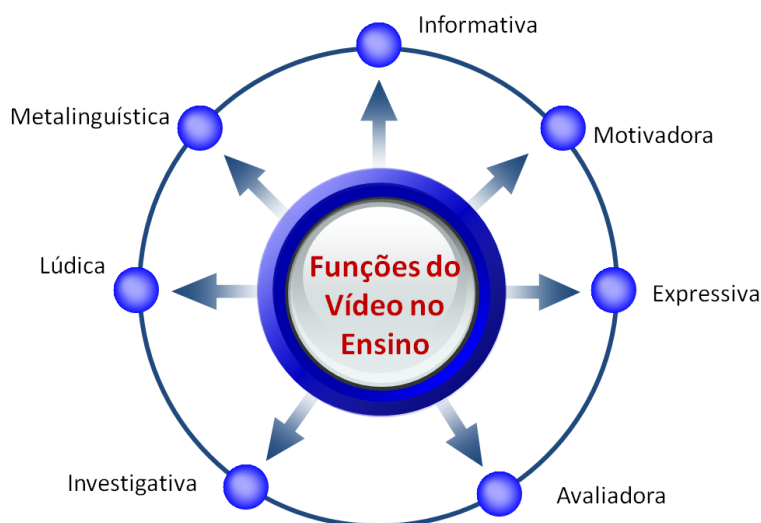 Informativa
Metalinguística
Motivadora
Lúdica
Funções do
Vídeo no
Ensino
Expressiva
Investigativa
Avaliadora